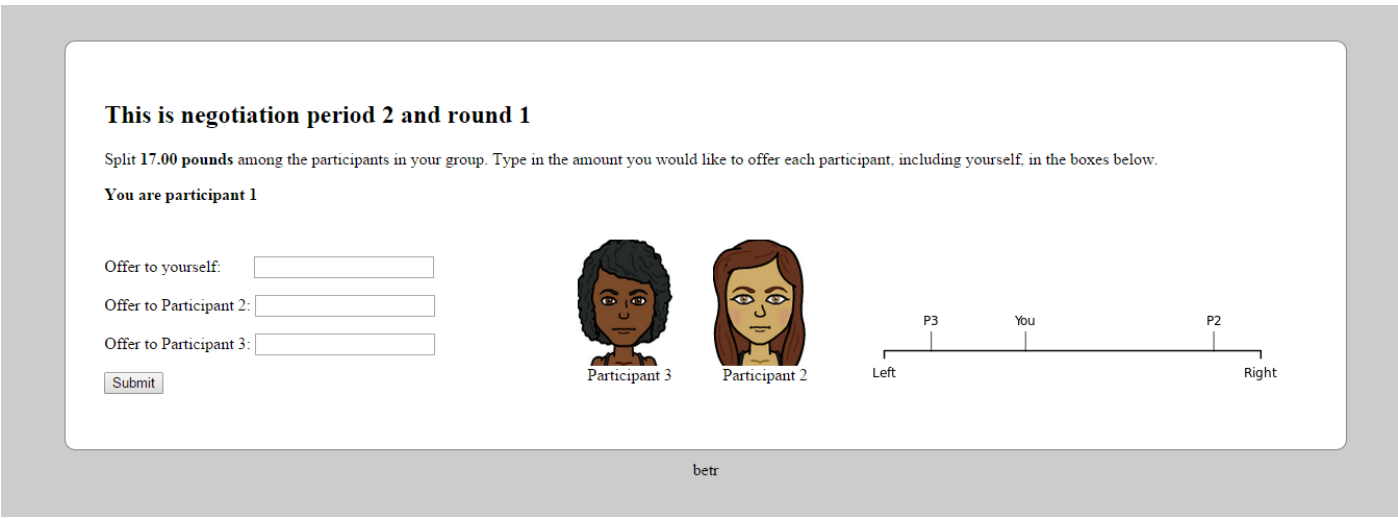 This is negotiation period 2 and round 1
Split 17.00 pounds among the participants in your group. Type in the amount you would like to offer each participant, including yourself, in the boxes below.
You are participant 1
Offer to yourself:
Offer to Participant 2:
Offer to Participant 3:
Submit
Participant 3
Participant 2
P3
You
P2
Left
Right
betr